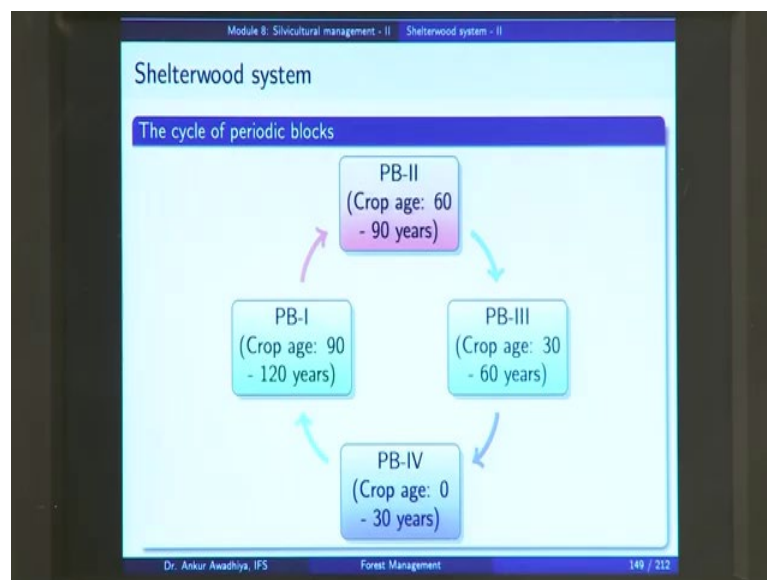 Module 8: Silvicultural management - II Shelterwood system - II
Shelterwood system
The cycle of periodic blocks
PB-II
(Crop age: 60
- 90 years)
PB-I
(Crop age: 90
- 120 years)
PB-III
(Crop age: 30
- 60 years)
PB-IV
(Crop age: 0
- 30 years)
Dr. Ankur Awadhiya, IFS Forest Management 149 / 212